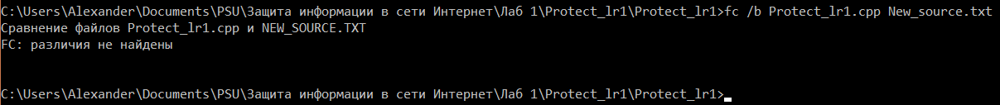 C:\Users\Alexander\Documents\PSU\Защита информации в сети Интернет\Лаб 1\Protect_lr1\Protect_lr1>fc /b Protect_lr1.cpp New_source.txt
Сравнение файлов Protect_lr1.cpp и NEW_SOURCE.TXT
FC: различия не найдены
C:\Users\Alexander\Documents\PSU\Защита информации в сети Интернет\Лаб 1\Protect_lr1\Protect_lr1>